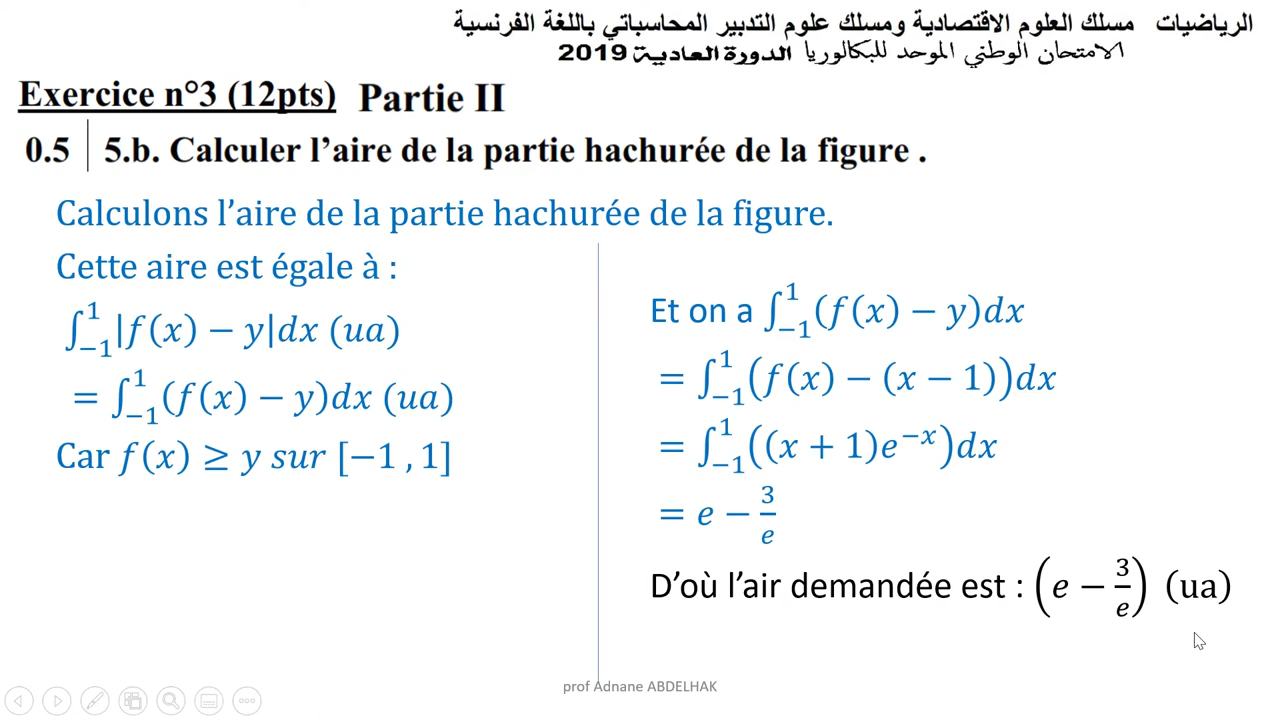 الرياضيات مسلك العلوم الاقتصادية ومسلك علوم التدبير المحاسباتي باللغة الفرنسية
الامتحان الوطني الموحد للبكالوريا الدورة العادية 2019
Exercice n°3 (12pts) Partie II
0.5 | 5.b. Calculer l’aire de la partie hachurée de la figure .
Calculons l’aire de la partie hachurée de la figure.
Cette aire est égale à :
∫_{−1}^{1} |f(x) − y|dx (ua)
= ∫_{−1}^{1} (f(x) − y)dx (ua)
Car f(x) ≥ y sur [−1 , 1]
Et on a ∫_{−1}^{1} (f(x) − y)dx
= ∫_{−1}^{1} (f(x) − (x − 1))dx
= ∫_{−1}^{1} ((x + 1)e^{−x})dx
= e − 3/e
D’où l’air demandée est : (e − 3/e) (ua)
prof Adnane ABDELHAK